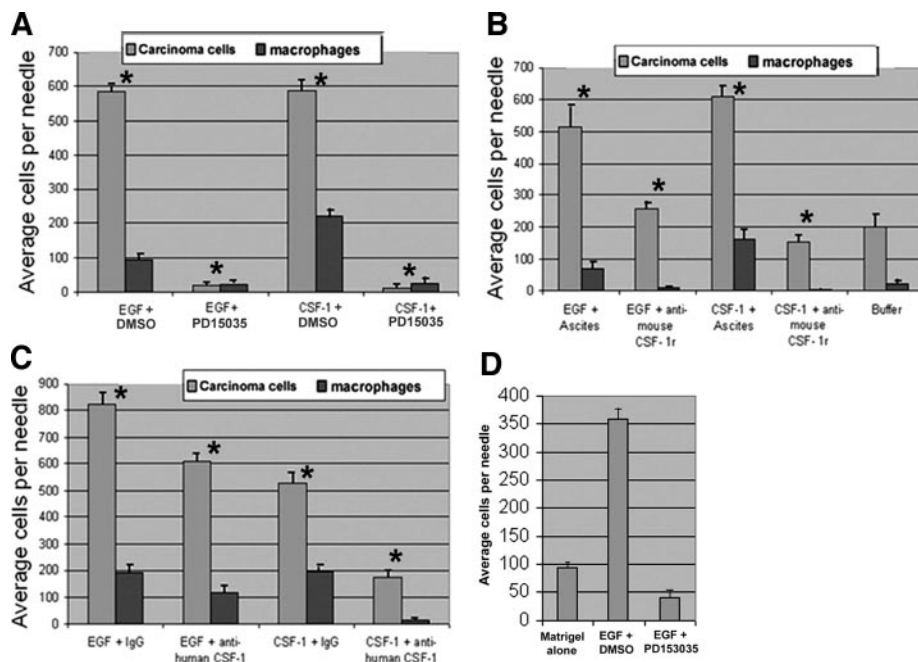 A
Carcinoma cells macrophages
Average cells per needle
700
600
500
400
300
200
100
0
*
*
*
*
EGF + DMSO
EGF+ PD15035
CSF-1 + DMSO
CSF-1+ PD15035
B
Carcinoma cells macrophages
Average cells per needle
700
600
500
400
300
200
100
0
*
*
*
*
EGF + Ascites
EGF + anti-mouse CSF-1r
CSF-1 + Ascites
CSF-1 + anti-mouse CSF-1r
Buffer
C
Carcinoma cells macrophages
Average cells per needle
900
800
700
600
500
400
300
200
100
0
*
*
*
*
EGF + IgG
EGF + anti-human CSF-1
CSF-1 + IgG
CSF-1 + anti-human CSF-1
D
Average cells per needle
400
350
300
250
200
150
100
50
0
Matrigel alone
EGF + DMSO
EGF + PD153035